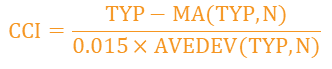 CCI = TYP − MA(TYP,N) / 0.015 × AVEDEV(TYP,N)